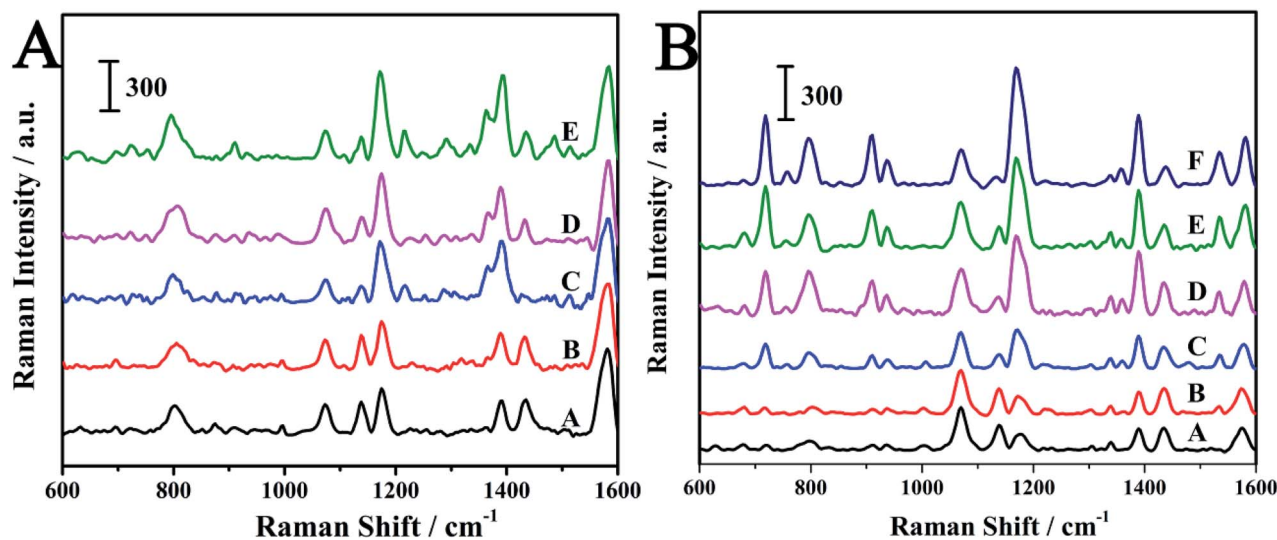 A
300
E
D
C
B
A
Raman Intensity / a.u.
600 800 1000 1200 1400 1600
Raman Shift / cm⁻¹
B
300
F
E
D
C
B
A
Raman Intensity / a.u.
600 800 1000 1200 1400 1600
Raman Shift / cm⁻¹